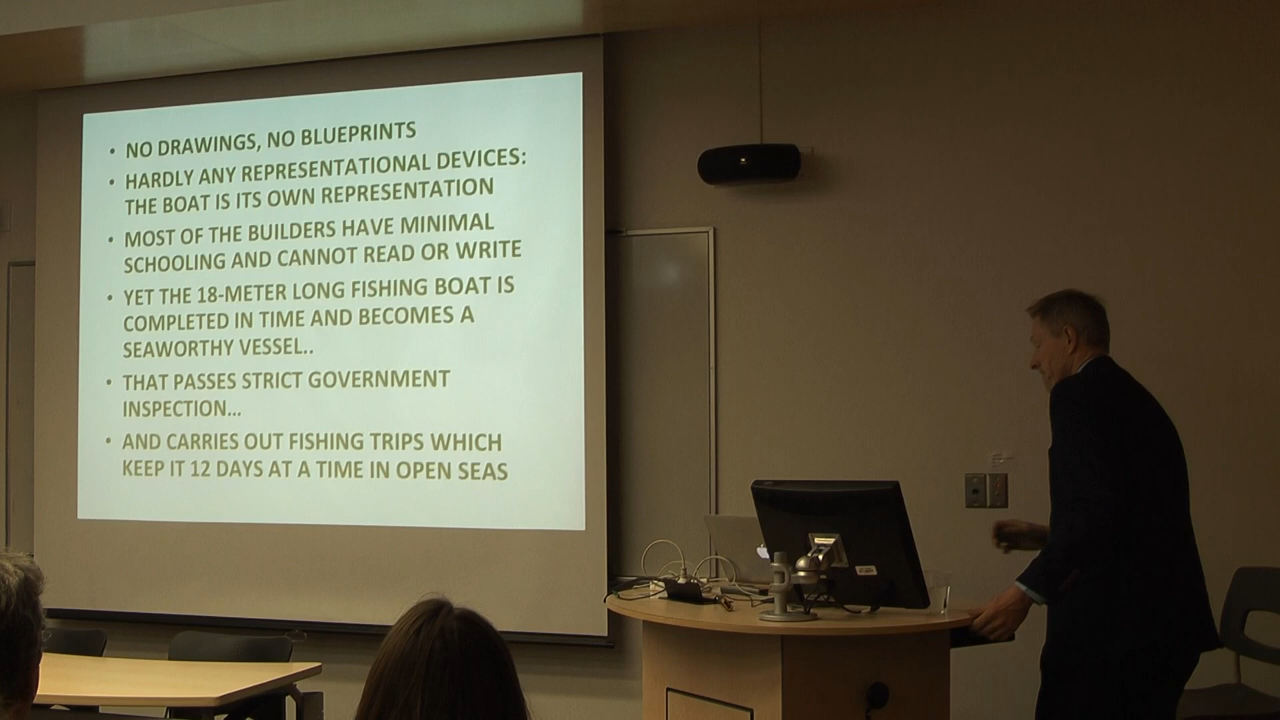 • NO DRAWINGS, NO BLUEPRINTS
• HARDLY ANY REPRESENTATIONAL DEVICES:
THE BOAT IS ITS OWN REPRESENTATION
• MOST OF THE BUILDERS HAVE MINIMAL
SCHOOLING AND CANNOT READ OR WRITE
• YET THE 18-METER LONG FISHING BOAT IS
COMPLETED IN TIME AND BECOMES A
SEAWORTHY VESSEL..
• THAT PASSES STRICT GOVERNMENT
INSPECTION...
• AND CARRIES OUT FISHING TRIPS WHICH
KEEP IT 12 DAYS AT A TIME IN OPEN SEAS